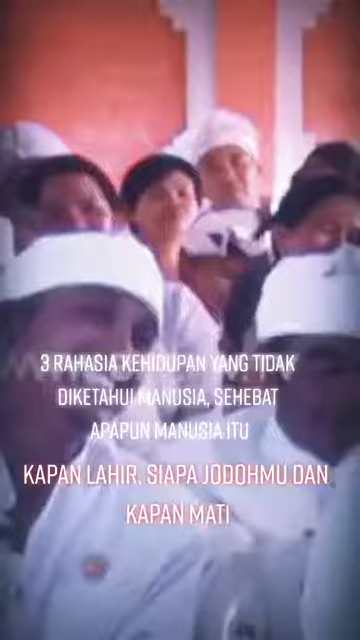 3 RAHASIA KEHIDUPAN YANG TIDAK
DIKETAHUI MANUSIA, SEHEBAT
APAPUN MANUSIA ITU
KAPAN LAHIR, SIAPA JODOHMU DAN
KAPAN MATI